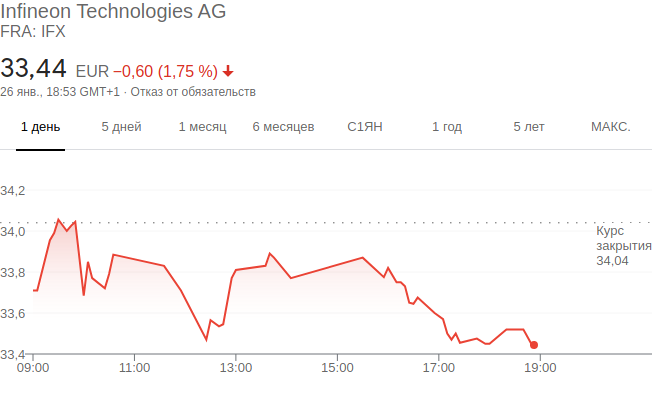 Infineon Technologies AG
FRA: IFX
33,44 EUR −0,60 (1,75 %)
26 янв., 18:53 GMT+1 · Отказ от обязательств
1 день 5 дней 1 месяц 6 месяцев С1ЯН 1 год 5 лет МАКС.
34,2
34,0
Курс
закрытия
34,04
33,8
33,6
33,4
09:00 11:00 13:00 15:00 17:00 19:00